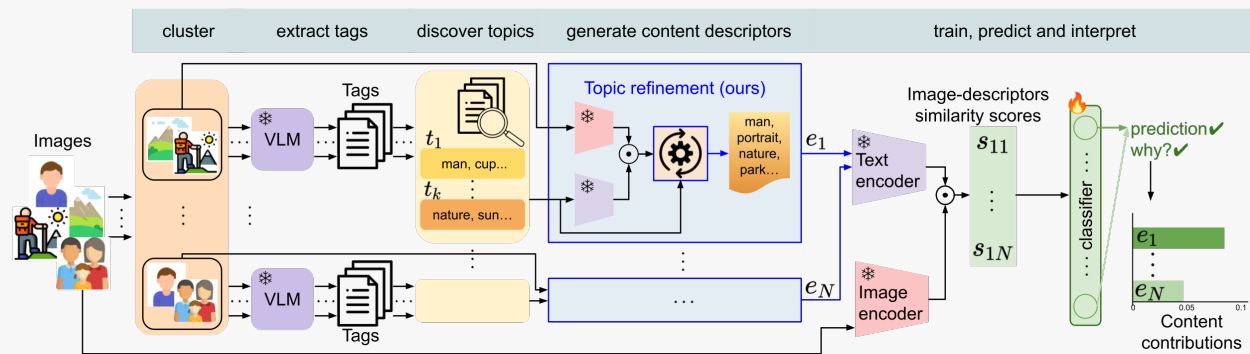 cluster
extract tags
discover topics
generate content descriptors
train, predict and interpret
Images
VLM
Tags
t1
man, cup...
tk
nature, sun...
Topic refinement (ours)
man,
portrait,
nature,
park...
e1
Text
encoder
Image-descriptors
similarity scores
s11
s1N
classifier
prediction✔
why?✔
e1
eN
0
0.05
0.1
Content
contributions
VLM
Tags
...
eN
Image
encoder